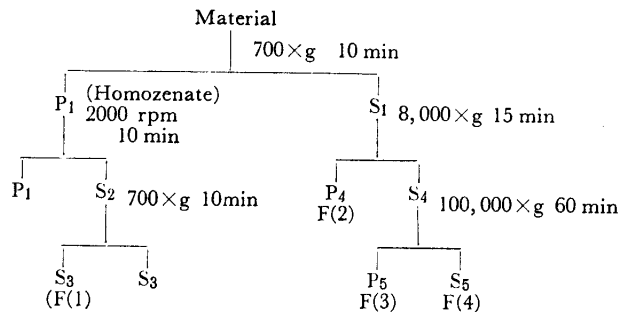 Material
700×g 10 min
P1 (Homozenate)
2000 rpm
10 min
S1 8,000×g 15 min
P1 S2 700×g 10min
P4 S4 100,000×g 60 min
F(2)
S3 S3
(F(1)
P5 S5
F(3) F(4)